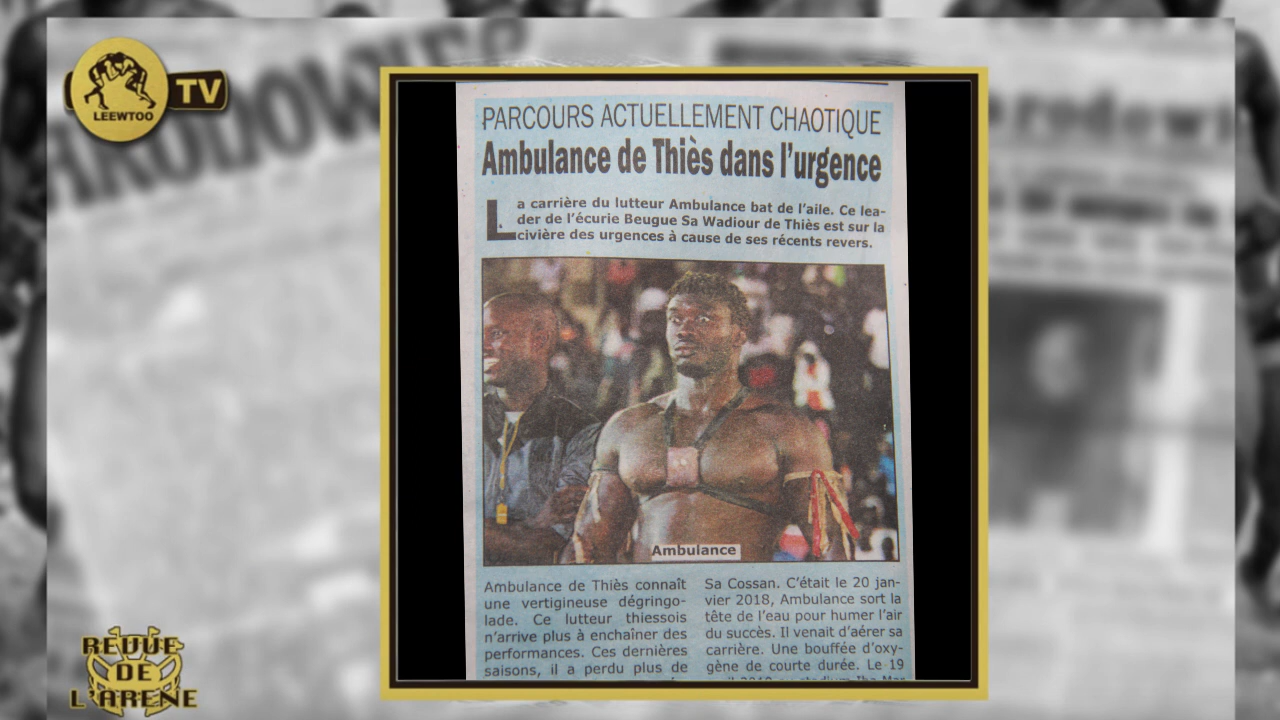 LEEWTOO
TV
PARCOURS ACTUELLEMENT CHAOTIQUE
Ambulance de Thiès dans l'urgence
La carrière du lutteur Ambulance bat de l'aile. Ce lea-
der de l'écurie Beugue Sa Wadiour de Thiès est sur la
civière des urgences à cause de ses récents revers.
Ambulance
Ambulance de Thiès connaît
une vertigineuse dégringo-
lade. Ce lutteur thiessois
n'arrive plus à enchaîner des
performances. Ces dernières
saisons, il a perdu plus de
Sa Cossan. C'était le 20 jan-
vier 2018, Ambulance sort la
tête de l'eau pour humer l'air
du succès. Il venait d'aérer sa
carrière. Une bouffée d'oxy-
gène de courte durée. Le 19
REVUE
DE
L'ARENE